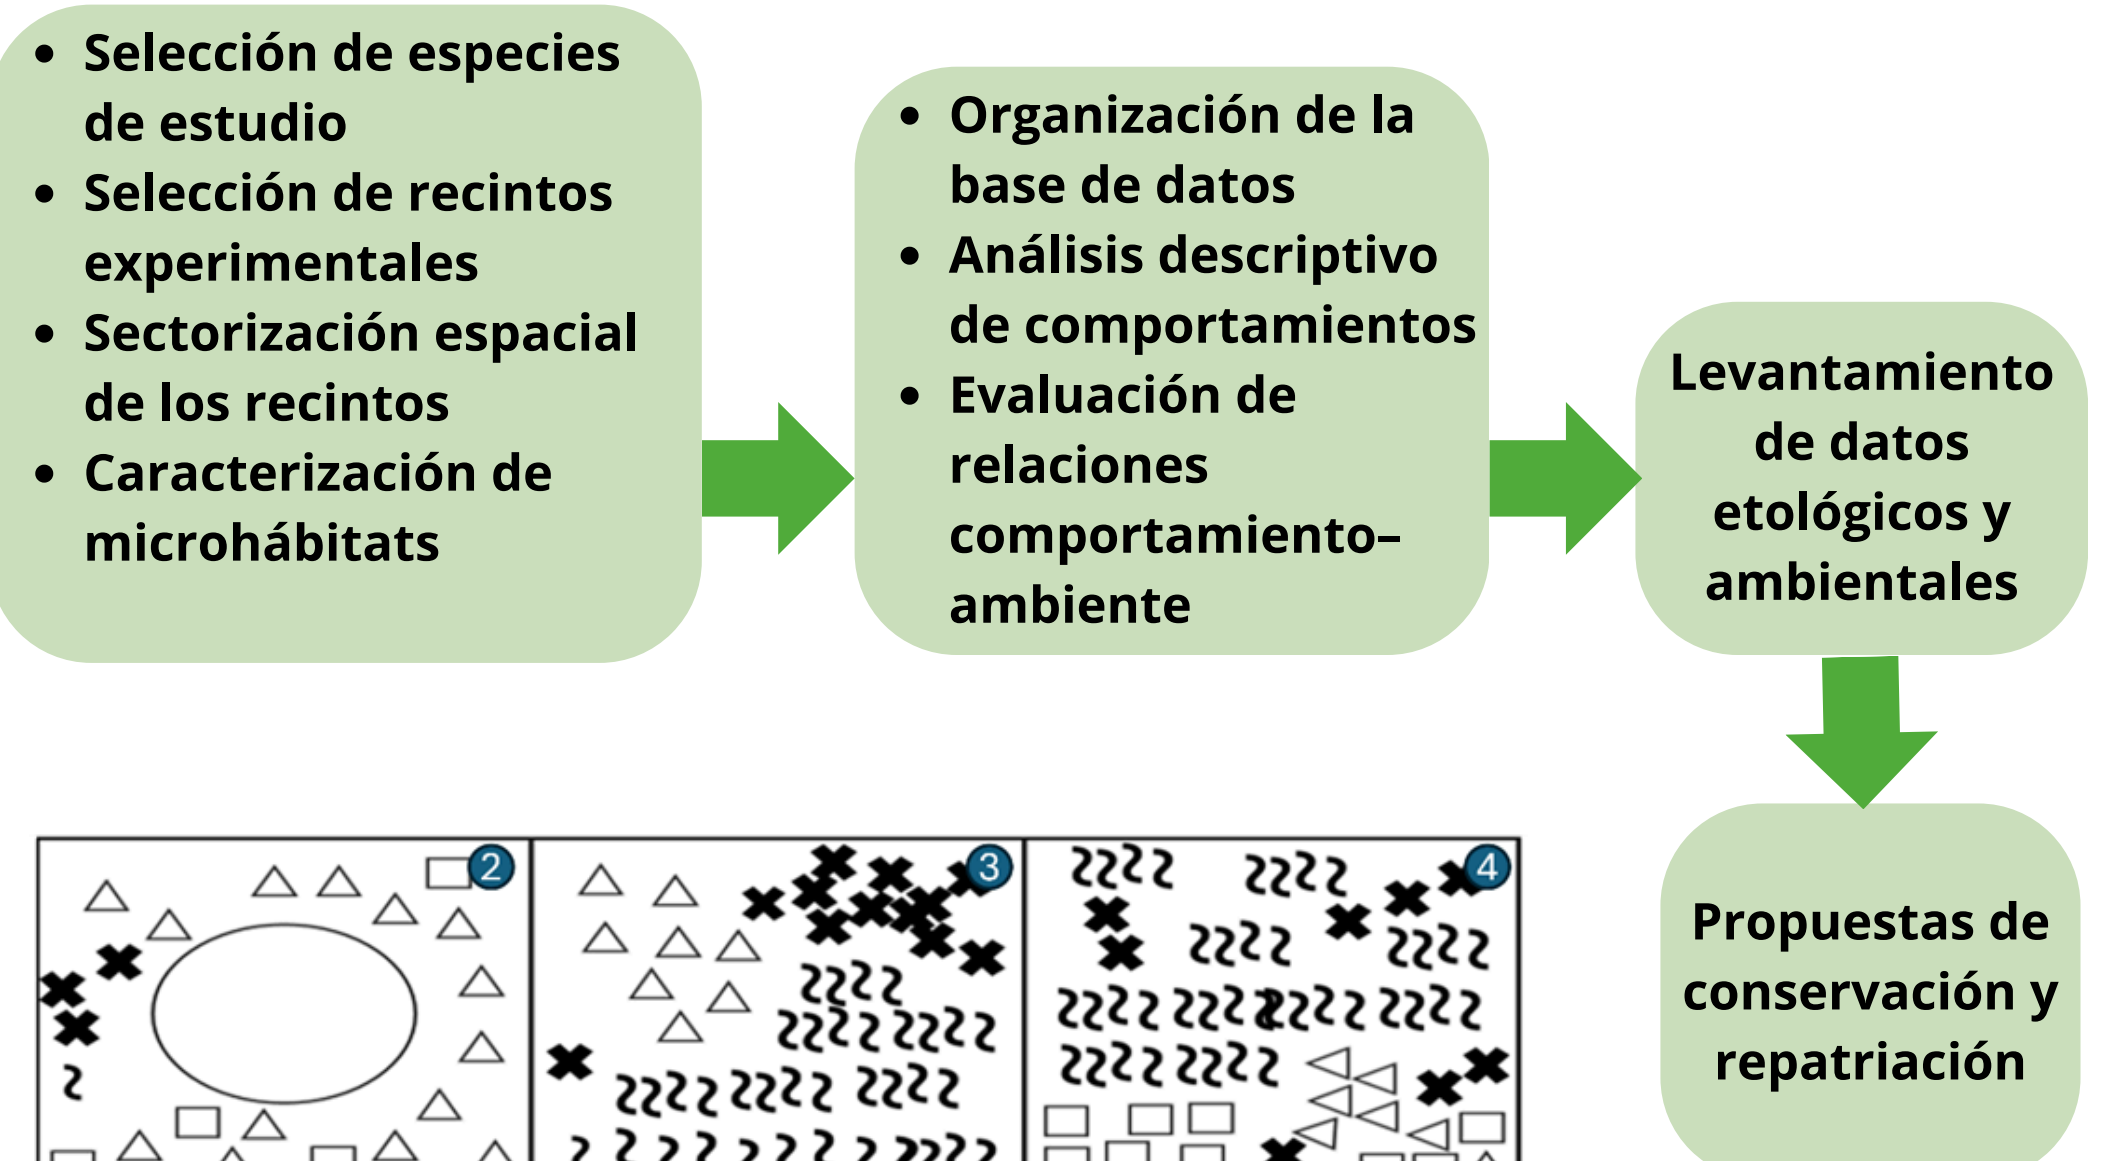 • Selección de especies
de estudio
• Selección de recintos
experimentales
• Sectorización espacial
de los recintos
• Caracterización de
microhábitats
• Organización de la
base de datos
• Análisis descriptivo
de comportamientos
• Evaluación de
relaciones
comportamiento–
ambiente
Levantamiento
de datos
etológicos y
ambientales
Propuestas de
conservación y
repatriación
2
3
4